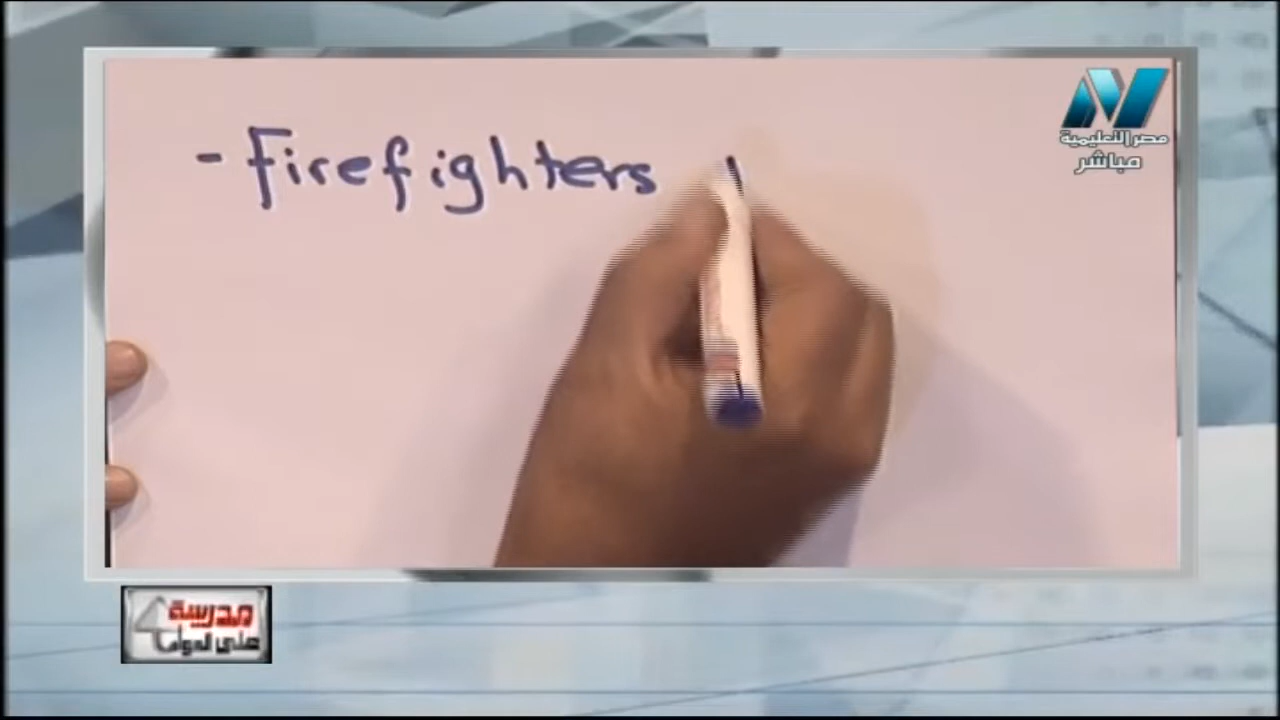 - Firefighters
مصر التعليمية
مباشر
مدرسة
على الهواء